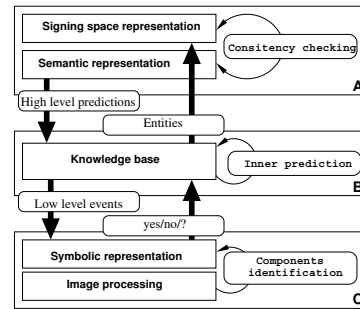 Signing space representation
Consitency checking
Semantic representation
A
High level predictions
Entities
Knowledge base
Inner prediction
B
Low level events
yes/no/?
Symbolic representation
Components
identification
Image processing
C